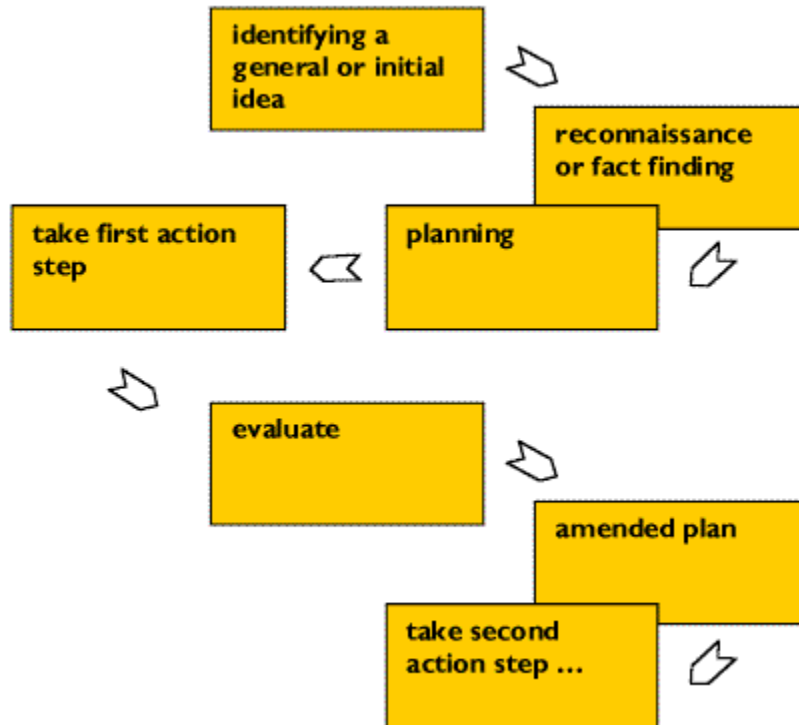 identifying a
general or initial
idea
reconnaissance
or fact finding
planning
take first action
step
evaluate
amended plan
take second
action step ...